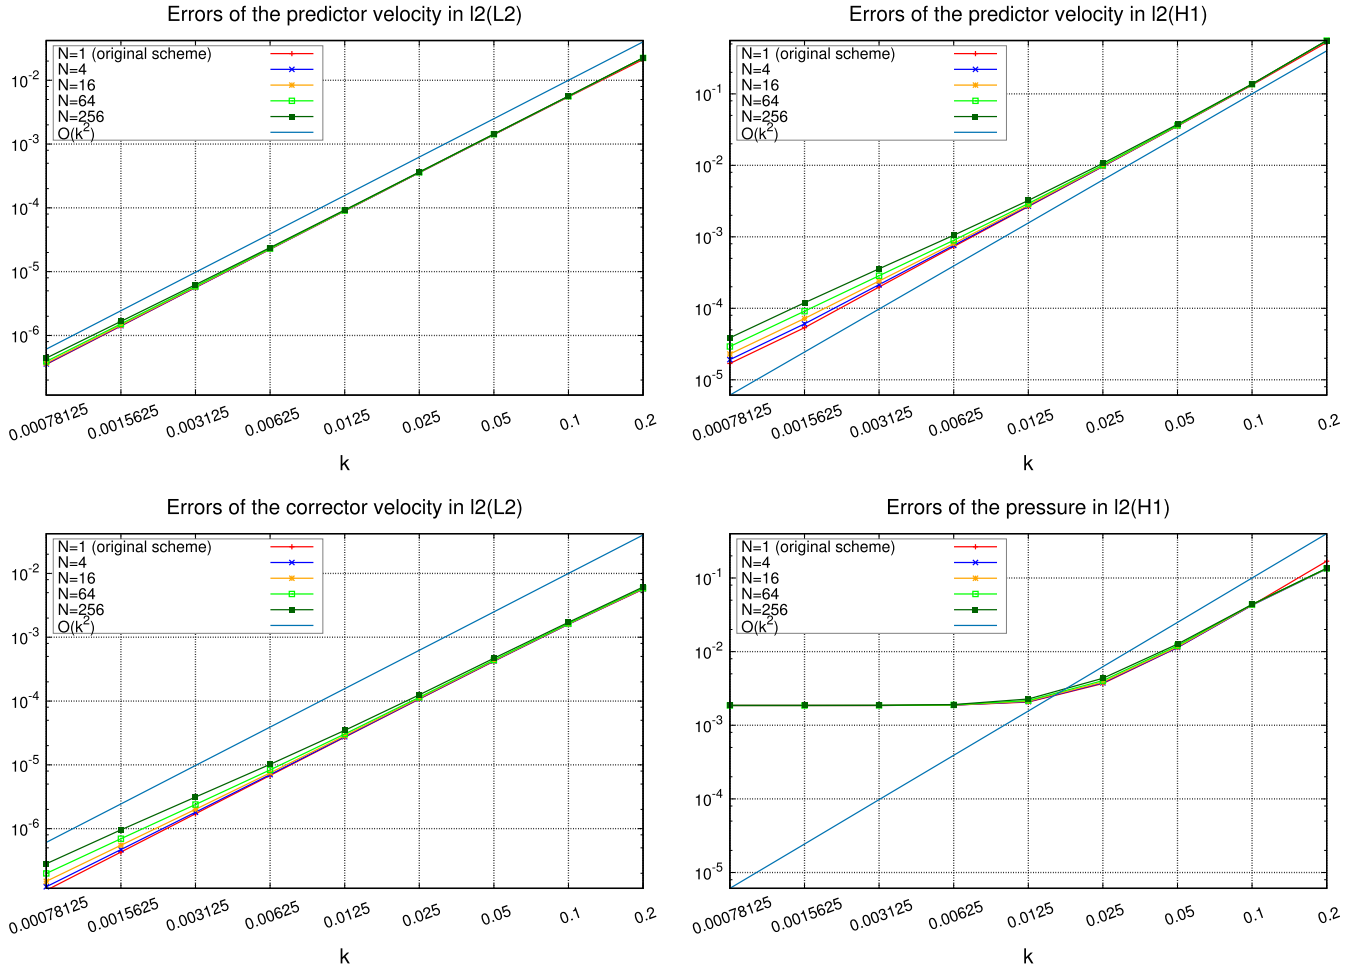 Errors of the predictor velocity in l2(L2)
N=1 (original scheme)
N=4
N=16
N=64
N=256
O(k^2)
10^-2
10^-3
10^-4
10^-5
10^-6
0.00078125 0.0015625 0.003125 0.00625 0.0125 0.025 0.05 0.1 0.2
k
Errors of the predictor velocity in l2(H1)
N=1 (original scheme)
N=4
N=16
N=64
N=256
O(k^2)
10^-1
10^-2
10^-3
10^-4
10^-5
0.00078125 0.0015625 0.003125 0.00625 0.0125 0.025 0.05 0.1 0.2
k
Errors of the corrector velocity in l2(L2)
N=1 (original scheme)
N=4
N=16
N=64
N=256
O(k^2)
10^-2
10^-3
10^-4
10^-5
10^-6
0.00078125 0.0015625 0.003125 0.00625 0.0125 0.025 0.05 0.1 0.2
k
Errors of the pressure in l2(H1)
N=1 (original scheme)
N=4
N=16
N=64
N=256
O(k^2)
10^-1
10^-2
10^-3
10^-4
10^-5
0.00078125 0.0015625 0.003125 0.00625 0.0125 0.025 0.05 0.1 0.2
k